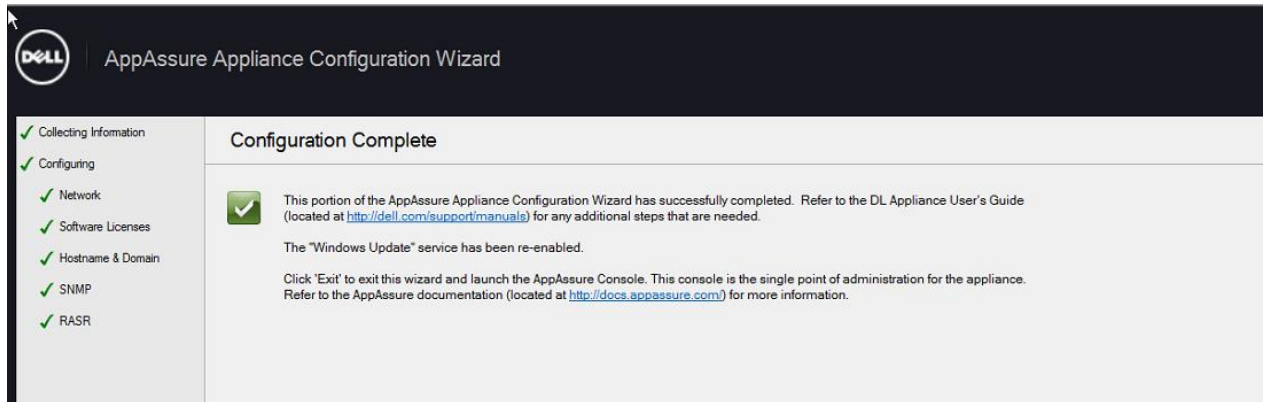 DELL
AppAssure Appliance Configuration Wizard
Collecting Information
Configuring
Network
Software Licenses
Hostname & Domain
SNMP
RASR
Configuration Complete
This portion of the AppAssure Appliance Configuration Wizard has successfully completed. Refer to the DL Appliance User's Guide
(located at http://dell.com/support/manuals) for any additional steps that are needed.
The "Windows Update" service has been re-enabled.
Click 'Exit' to exit this wizard and launch the AppAssure Console. This console is the single point of administration for the appliance.
Refer to the AppAssure documentation (located at http://docs.appassure.com/) for more information.